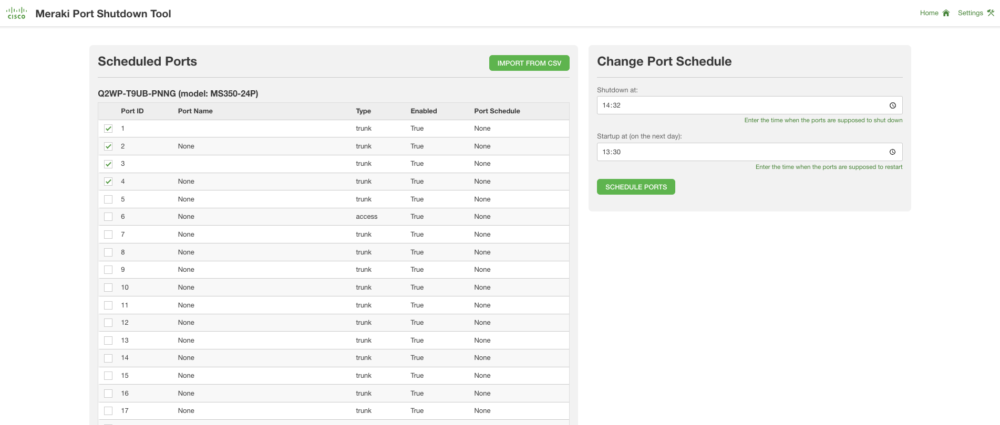 CISCO
Meraki Port Shutdown Tool
Home
Settings
Scheduled Ports
IMPORT FROM CSV
Q2WP-T9UB-PNNG (model: MS350-24P)
Port ID Port Name Type Enabled Port Schedule
1 trunk True None
2 None trunk True None
3 trunk True None
4 None trunk True None
5 None trunk True None
6 None access True None
7 None trunk True None
8 None trunk True None
9 None trunk True None
10 None trunk True None
11 None trunk True None
12 None trunk True None
13 None trunk True None
14 None trunk True None
15 None trunk True None
16 None trunk True None
17 None trunk True None
Change Port Schedule
Shutdown at:
14:32
Enter the time when the ports are supposed to shut down
Startup at (on the next day):
13:30
Enter the time when the ports are supposed to restart
SCHEDULE PORTS